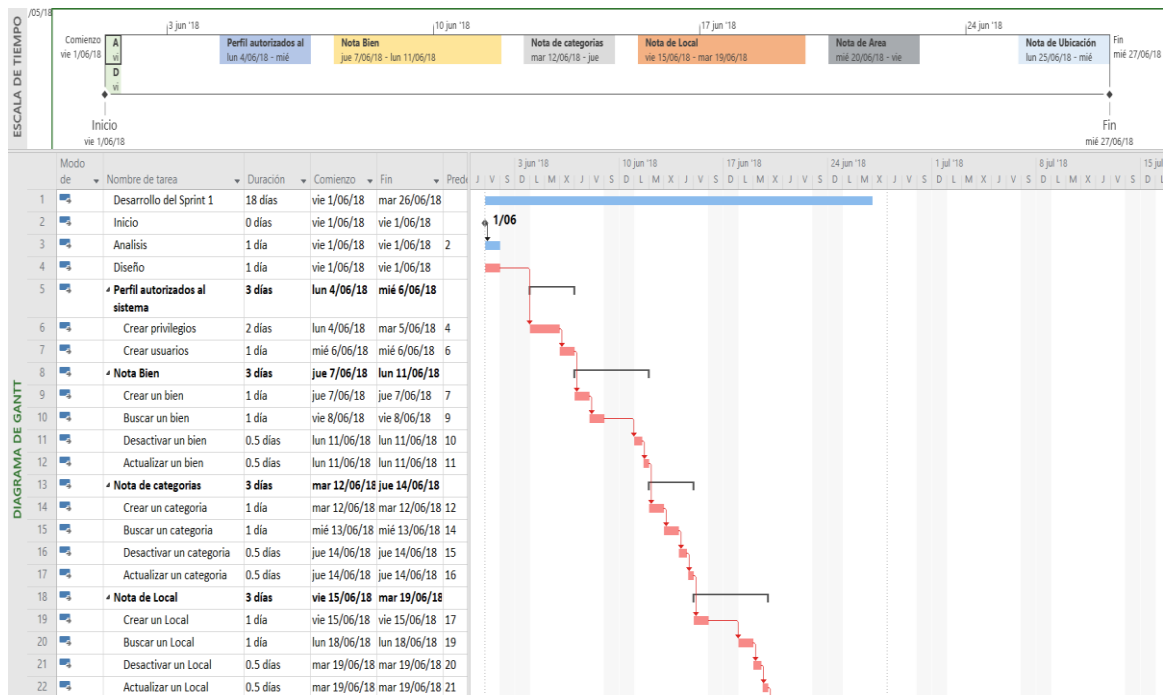 /05/18
3 jun '18
10 jun '18
17 jun '18
24 jun '18
ESCALA DE TIEMPO
Comienzo
vie 1/06/18
A
vi
D
vi
Perfil autorizados al
lun 4/06/18 - mié
Nota Bien
jue 7/06/18 - lun 11/06/18
Nota de categorias
mar 12/06/18 - jue
Nota de Local
vie 15/06/18 - mar 19/06/18
Nota de Area
mié 20/06/18 - vie
Nota de Ubicación
lun 25/06/18 - mié
Fin
mié 27/06/18
Inicio
vie 1/06/18
Fin
mié 27/06/18
DIAGRAMA DE GANTT
Modo de Nombre de tarea Duración Comienzo Fin Prede
3 jun '18 10 jun '18 17 jun '18 24 jun '18 1 jul '18 8 jul '18 15 jul
J V S D L M X J V S D L M X J V S D L M X J V S D L M X J V S D L M X J V S D L M X J V S D L
1 Desarrollo del Sprint 1 18 días vie 1/06/18 mar 26/06/18
2 Inicio 0 días vie 1/06/18 vie 1/06/18 1/06
3 Analisis 1 día vie 1/06/18 vie 1/06/18 2
4 Diseño 1 día vie 1/06/18 vie 1/06/18
5 Perfil autorizados al sistema 3 días lun 4/06/18 mié 6/06/18
6 Crear privilegios 2 días lun 4/06/18 mar 5/06/18 4
7 Crear usuarios 1 día mié 6/06/18 mié 6/06/18 6
8 Nota Bien 3 días jue 7/06/18 lun 11/06/18
9 Crear un bien 1 día jue 7/06/18 jue 7/06/18 7
10 Buscar un bien 1 día vie 8/06/18 vie 8/06/18 9
11 Desactivar un bien 0.5 días lun 11/06/18 lun 11/06/18 10
12 Actualizar un bien 0.5 días lun 11/06/18 lun 11/06/18 11
13 Nota de categorias 3 días mar 12/06/18 jue 14/06/18
14 Crear un categoria 1 día mar 12/06/18 mar 12/06/18 12
15 Buscar un categoria 1 día mié 13/06/18 mié 13/06/18 14
16 Desactivar un categoria 0.5 días jue 14/06/18 jue 14/06/18 15
17 Actualizar un categoria 0.5 días jue 14/06/18 jue 14/06/18 16
18 Nota de Local 3 días vie 15/06/18 mar 19/06/18
19 Crear un Local 1 día vie 15/06/18 vie 15/06/18 17
20 Buscar un Local 1 día lun 18/06/18 lun 18/06/18 19
21 Desactivar un Local 0.5 días mar 19/06/18 mar 19/06/18 20
22 Actualizar un Local 0.5 días mar 19/06/18 mar 19/06/18 21